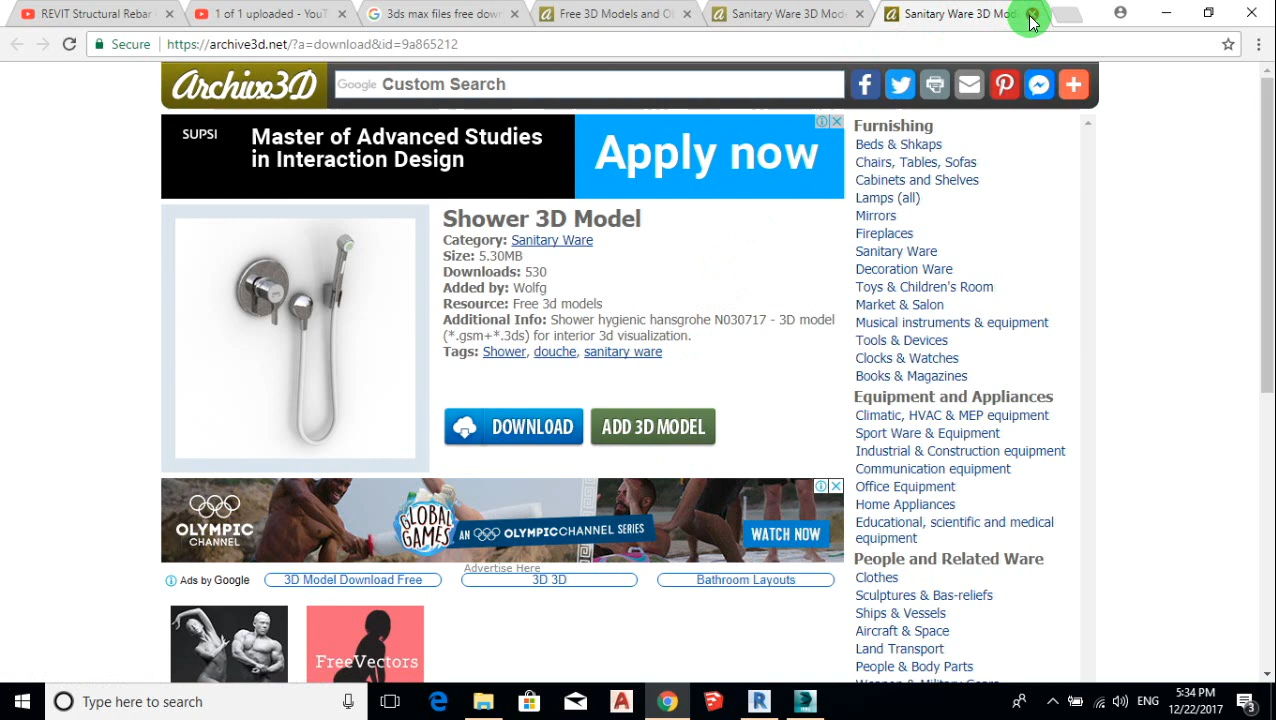 REVIT Structural Rebar
1 of 1 uploaded - YouT
3ds max files free down
Free 3D Models and O
Sanitary Ware 3D Mod
Sanitary Ware 3D Mod
Secure
https://archive3d.net/?a=download&id=9a865212
Archive3D
Google Custom Search
SUPSI
Master of Advanced Studies
in Interaction Design
Apply now
Shower 3D Model
Category: Sanitary Ware
Size: 5.30MB
Downloads: 530
Added by: Wolfg
Resource: Free 3d models
Additional Info: Shower hygienic hansgrohe N030717 - 3D model
(*.gsm+*.3ds) for interior 3d visualization.
Tags: Shower, douche, sanitary ware
DOWNLOAD
ADD 3D MODEL
OLYMPIC
CHANNEL
GLOBAL
GAMES
AN OLYMPIC CHANNEL SERIES
WATCH NOW
Advertise Here
Ads by Google
3D Model Download Free
3D 3D
Bathroom Layouts
FreeVectors
Furnishing
Beds & Shkaps
Chairs, Tables, Sofas
Cabinets and Shelves
Lamps (all)
Mirrors
Fireplaces
Sanitary Ware
Decoration Ware
Toys & Children's Room
Market & Salon
Musical instruments & equipment
Tools & Devices
Clocks & Watches
Books & Magazines
Equipment and Appliances
Climatic, HVAC & MEP equipment
Sport Ware & Equipment
Industrial & Construction equipment
Communication equipment
Office Equipment
Home Appliances
Educational, scientific and medical
equipment
People and Related Ware
Clothes
Sculptures & Bas-reliefs
Ships & Vessels
Aircraft & Space
Land Transport
People & Body Parts
Type here to search
ENG
5:34 PM
12/22/2017
3